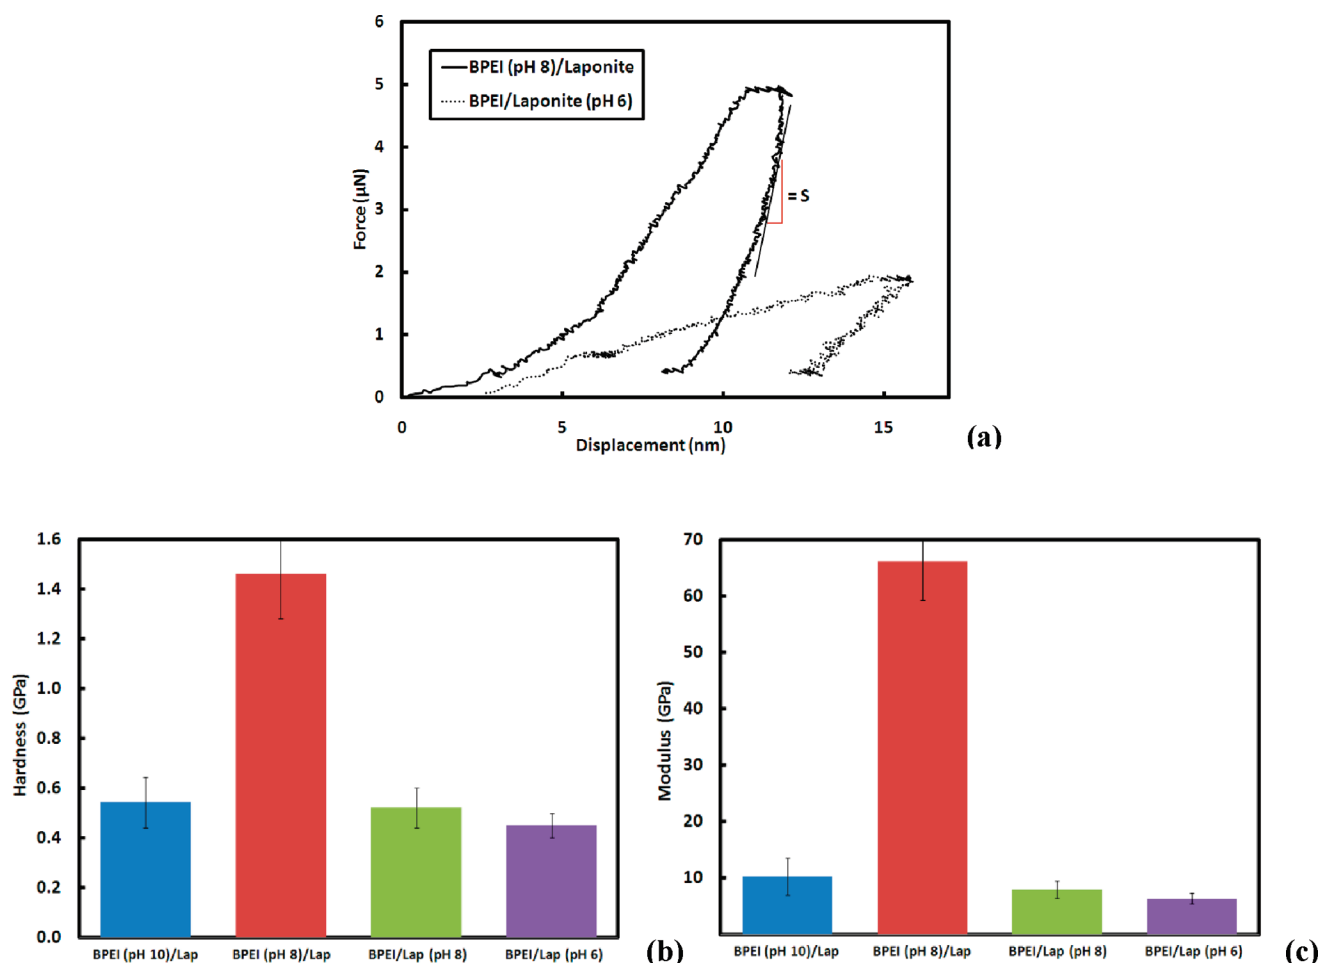 6
5
4
3
2
1
0
Force (µN)
BPEI (pH 8)/Laponite
BPEI/Laponite (pH 6)
= S
0 5 10 15
Displacement (nm)
(a)
1.6
1.4
1.2
1.0
0.8
0.6
0.4
0.2
0.0
Hardness (GPa)
BPEI (pH 10)/Lap BPEI (pH 8)/Lap BPEI/Lap (pH 8) BPEI/Lap (pH 6)
(b)
70
60
50
40
30
20
10
Modulus (GPa)
BPEI (pH 10)/Lap BPEI (pH 8)/Lap BPEI/Lap (pH 8) BPEI/Lap (pH 6)
(c)